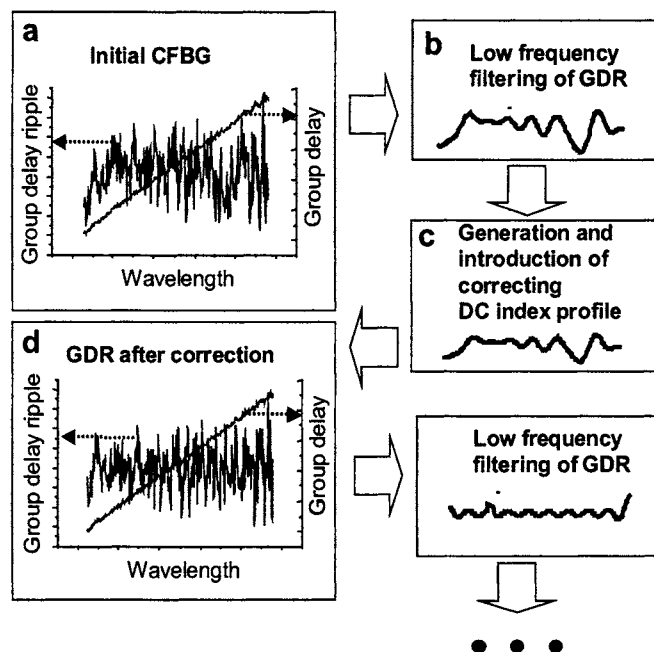 a
Initial CFBG
Group delay ripple
Group delay
Wavelength
b
Low frequency
filtering of GDR
c
Generation and
introduction of
correcting
DC index profile
d
GDR after correction
Group delay ripple
Group delay
Wavelength
Low frequency
filtering of GDR